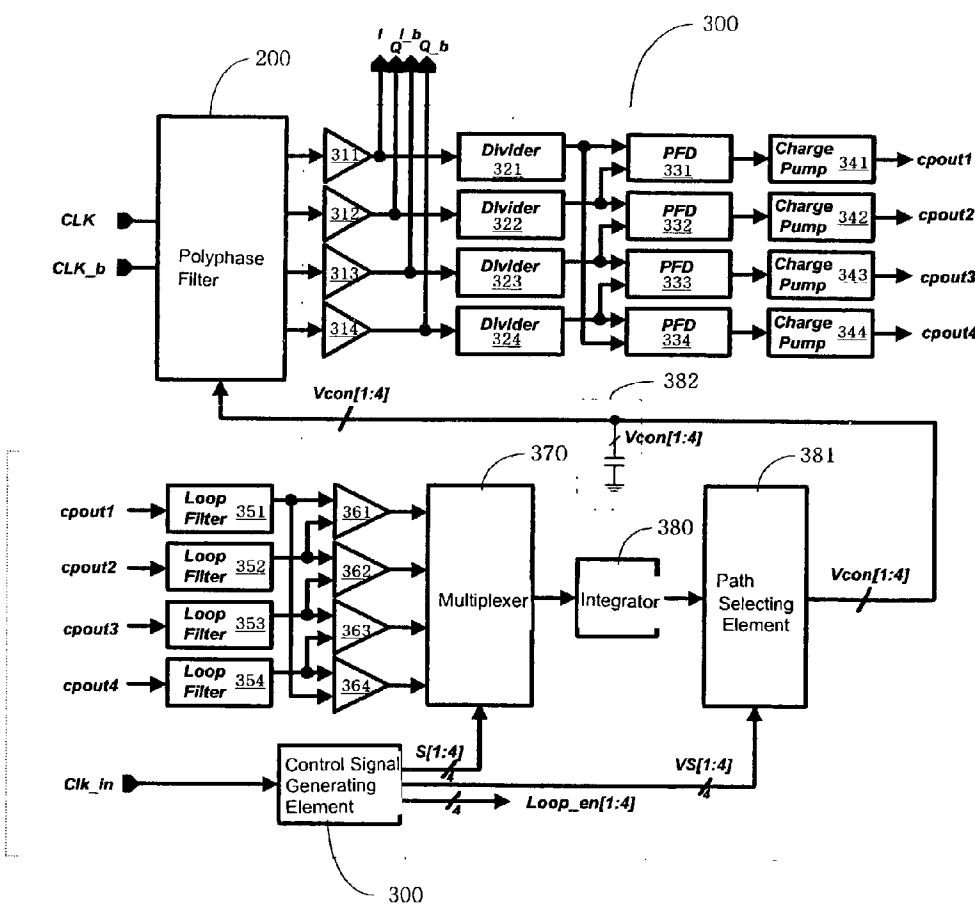 I Q I_b Q_b
200
300
311
Divider
321
PFD
331
Charge
Pump 341
cpout1
CLK
312
Divider
322
PFD
332
Charge
Pump 342
cpout2
CLK_b
Polyphase
Filter
313
Divider
323
PFD
333
Charge
Pump 343
cpout3
314
Divider
324
PFD
334
Charge
Pump 344
cpout4
382
Vcon[1:4]
Vcon[1:4]
370
381
cpout1
Loop
Filter 351
361
380
cpout2
Loop
Filter 352
362
Multiplexer
Integrator
Path
Selecting
Element
Vcon[1:4]
cpout3
Loop
Filter 353
363
cpout4
Loop
Filter 354
364
S[1:4]
4
VS[1:4]
4
Clk_in
Control Signal
Generating
Element
4
Loop_en[1:4]
300